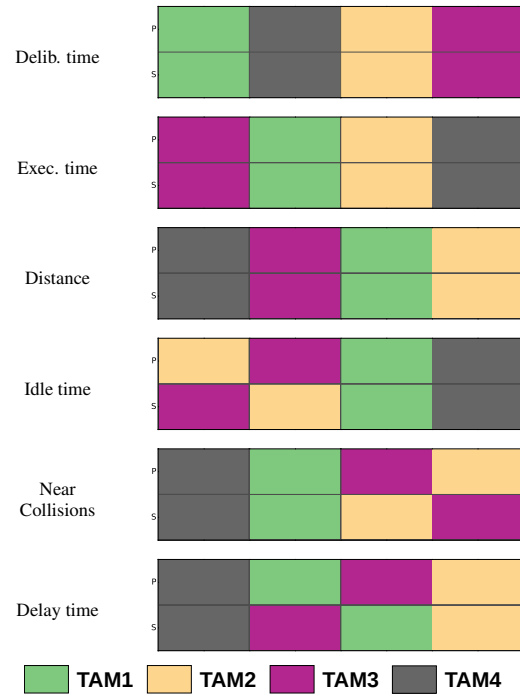 P
Delib. time
S
P
Exec. time
S
P
Distance
S
P
Idle time
S
P
Near
Collisions
S
P
Delay time
S
TAM1 TAM2 TAM3 TAM4